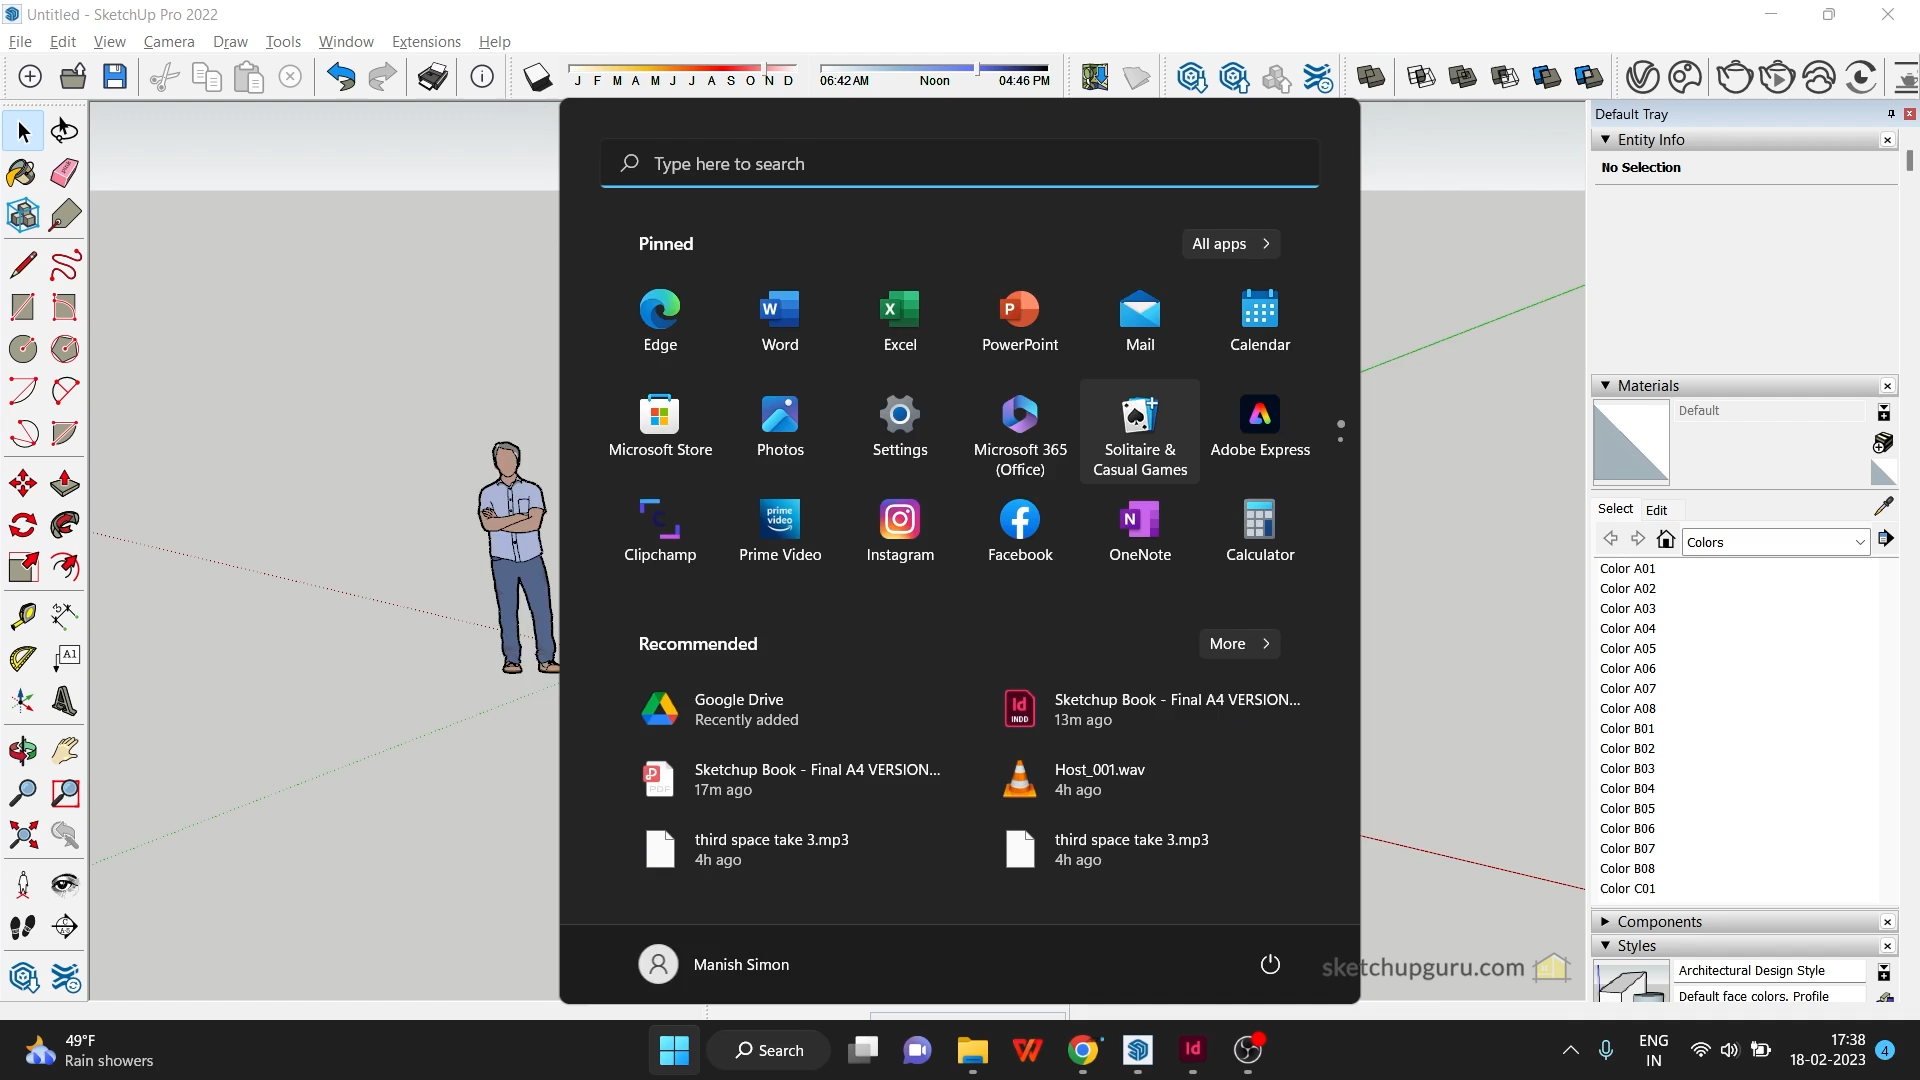 Untitled - SketchUp Pro 2022
File Edit View Camera Draw Tools Window Extensions Help
J F M A M J J A S O N D
06:42 AM Noon 04:46 PM
Default Tray
Entity Info
No Selection
Type here to search
Pinned
All apps
Edge
Word
Excel
PowerPoint
Mail
Calendar
Microsoft Store
Photos
Settings
Microsoft 365
(Office)
Solitaire &
Casual Games
Adobe Express
Clipchamp
prime
video
Prime Video
Instagram
Facebook
OneNote
Calculator
Recommended
More
Google Drive
Recently added
Sketchup Book - Final A4 VERSION...
13m ago
Sketchup Book - Final A4 VERSION...
17m ago
Host_001.wav
4h ago
third space take 3.mp3
4h ago
third space take 3.mp3
4h ago
Manish Simon
Materials
Default
Select Edit
Colors
Color A01
Color A02
Color A03
Color A04
Color A05
Color A06
Color A07
Color A08
Color B01
Color B02
Color B03
Color B04
Color B05
Color B06
Color B07
Color B08
Color C01
Components
Styles
Architectural Design Style
Default face colors. Profile
sketchupguru.com
49°F
Rain showers
Search
ENG
IN
17:38
18-02-2023
4